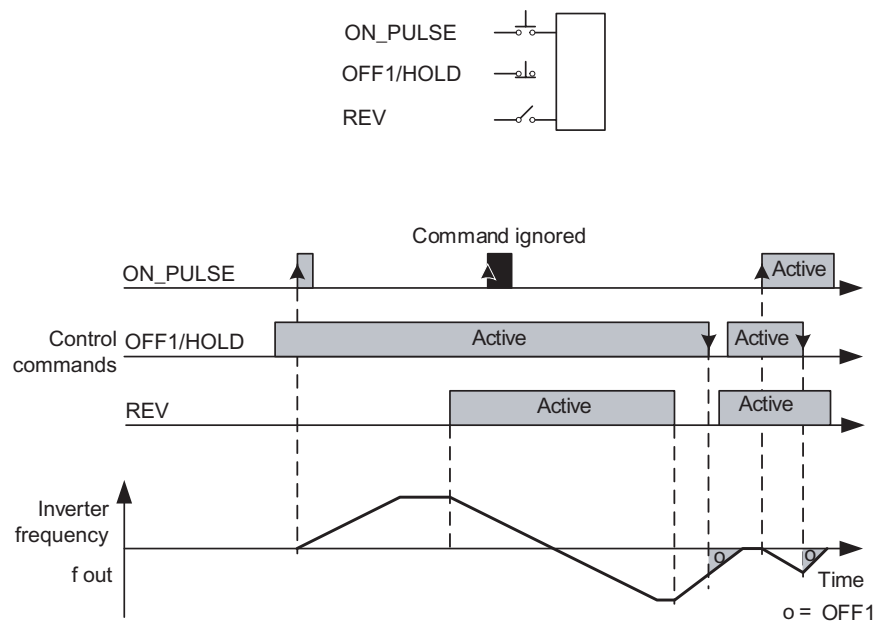 ON_PULSE
OFF1/HOLD
REV
Command ignored
ON_PULSE
Active
Control
commands
OFF1/HOLD
Active
Active
REV
Active
Active
Inverter
frequency
f out
o
o
Time
o = OFF1